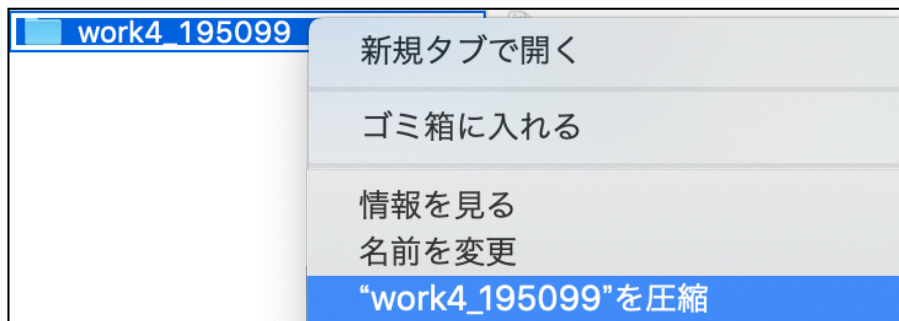 work4_195099
新規タブで開く
ゴミ箱に入れる
情報を見る
名前を変更
“work4_195099”を圧縮